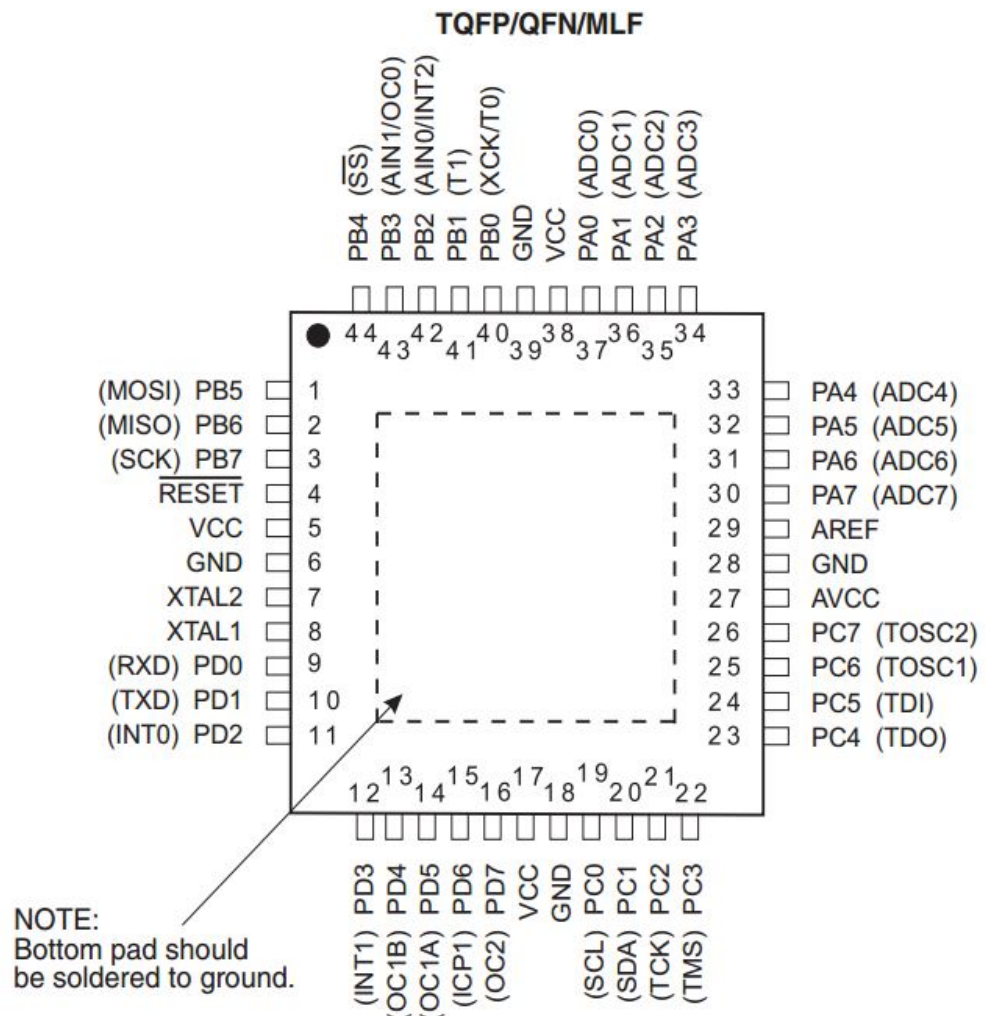 TQFP/QFN/MLF
PB4 (S̅S̅)
PB3 (AIN1/OC0)
PB2 (AIN0/INT2)
PB1 (T1)
PB0 (XCK/T0)
GND
VCC
PA0 (ADC0)
PA1 (ADC1)
PA2 (ADC2)
PA3 (ADC3)
44 43 42 41 40 39 38 37 36 35 34
(MOSI) PB5 1
(MISO) PB6 2
(SCK) PB7 3
R̅E̅S̅E̅T̅ 4
VCC 5
GND 6
XTAL2 7
XTAL1 8
(RXD) PD0 9
(TXD) PD1 10
(INT0) PD2 11
33 PA4 (ADC4)
32 PA5 (ADC5)
31 PA6 (ADC6)
30 PA7 (ADC7)
29 AREF
28 GND
27 AVCC
26 PC7 (TOSC2)
25 PC6 (TOSC1)
24 PC5 (TDI)
23 PC4 (TDO)
12 13 14 15 16 17 18 19 20 21 22
(INT1) PD3
(OC1B) PD4
(OC1A) PD5
(ICP1) PD6
(OC2) PD7
VCC
GND
(SCL) PC0
(SDA) PC1
(TCK) PC2
(TMS) PC3
NOTE:
Bottom pad should
be soldered to ground.